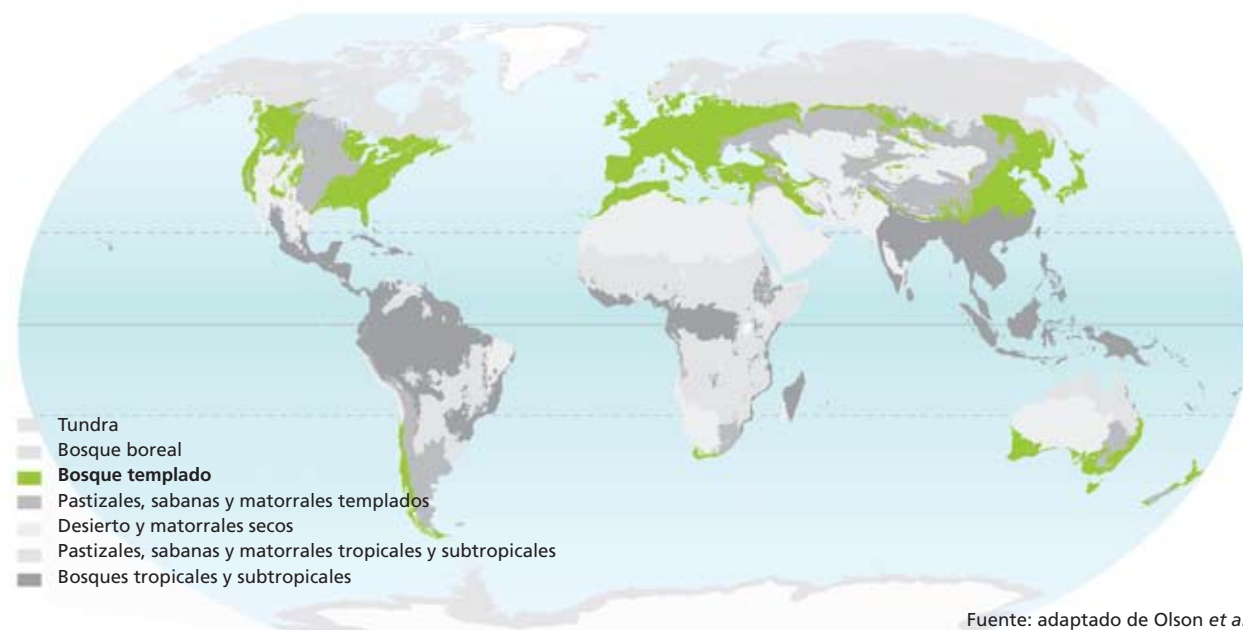 Tundra
Bosque boreal
Bosque templado
Pastizales, sabanas y matorrales templados
Desierto y matorrales secos
Pastizales, sabanas y matorrales tropicales y subtropicales
Bosques tropicales y subtropicales
Fuente: adaptado de Olson et a